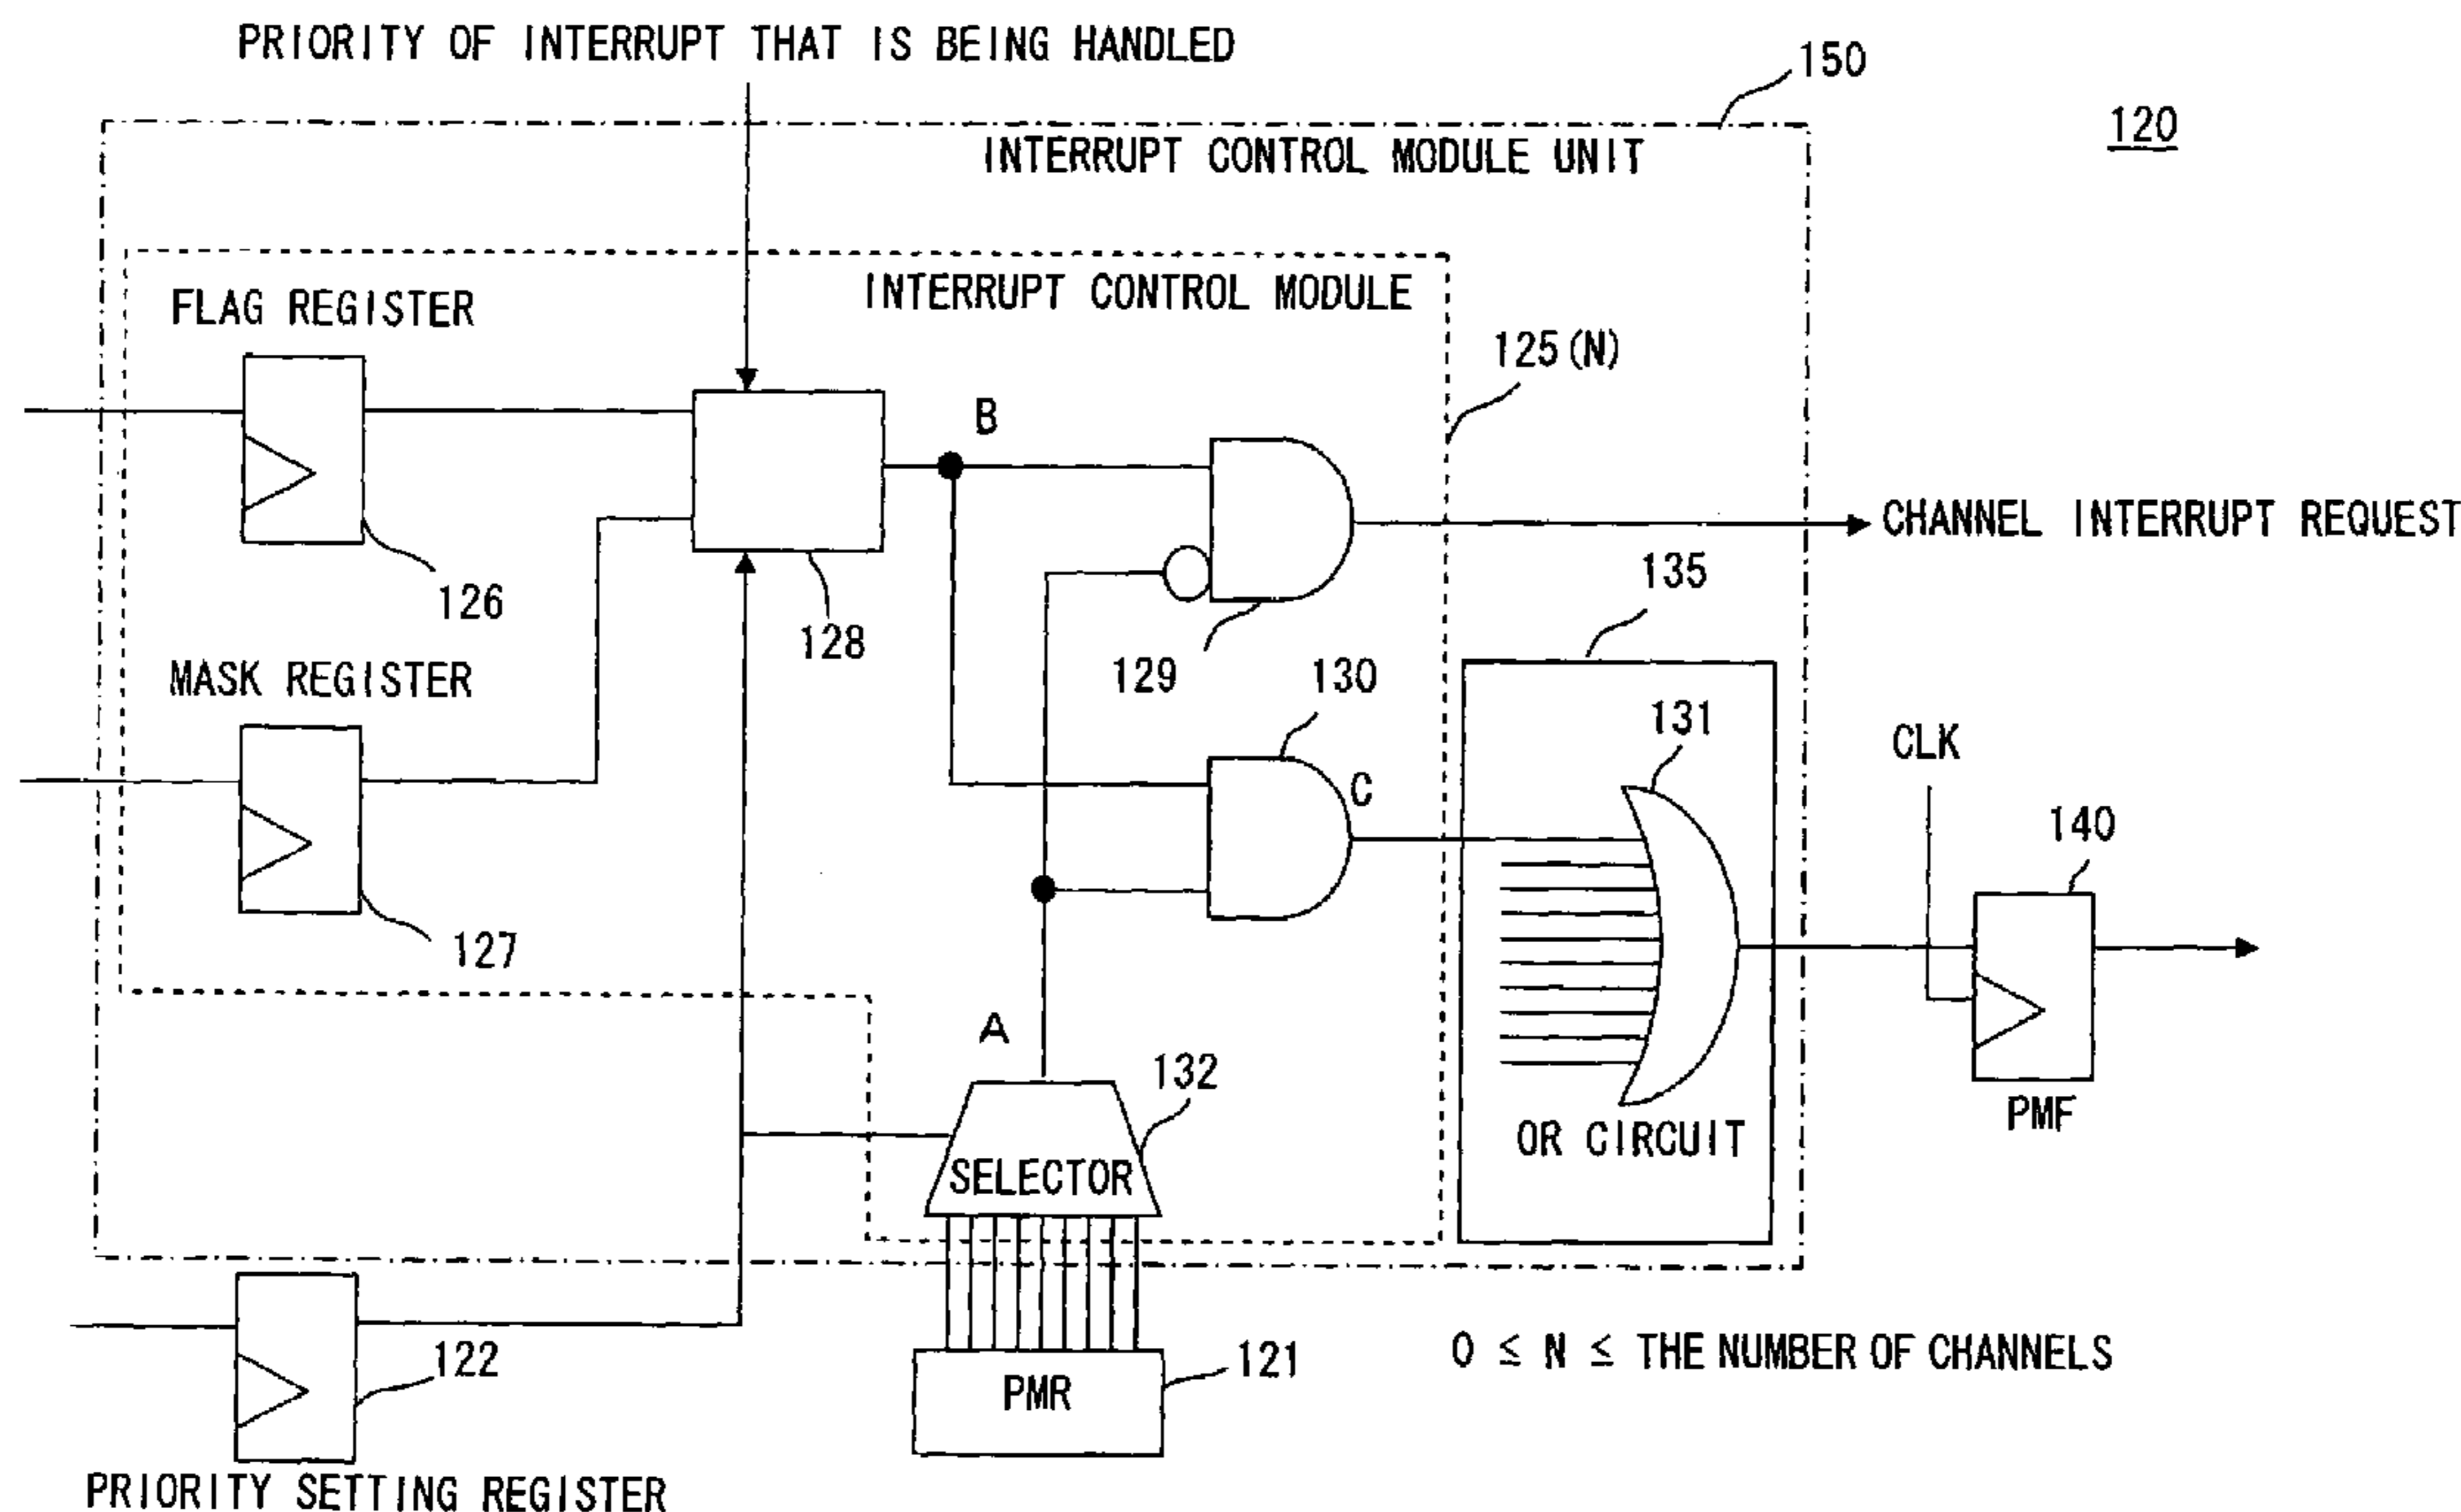 PRIORITY OF INTERRUPT THAT IS BEING HANDLED
150
120
INTERRUPT CONTROL MODULE UNIT
INTERRUPT CONTROL MODULE
FLAG REGISTER
125(N)
B
CHANNEL INTERRUPT REQUEST
126
128
135
MASK REGISTER
129
130
131
CLK
C
140
127
A
132
PMF
OR CIRCUIT
SELECTOR
122
PMR
121
0 ≤ N ≤ THE NUMBER OF CHANNELS
PRIORITY SETTING REGISTER